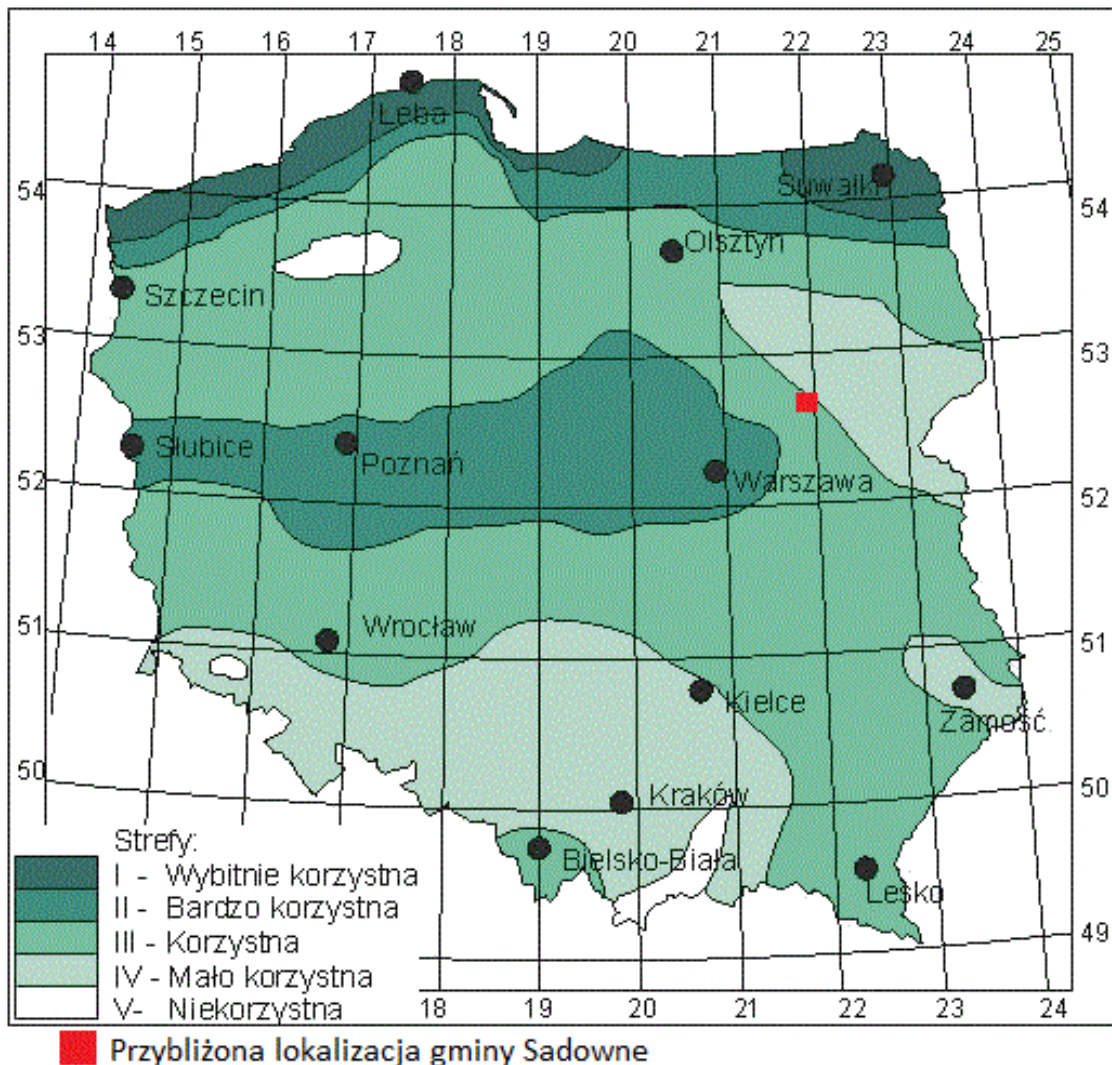 14 15 16 17 18 19 20 21 22 23 24 25
Łeba
54
Suwałki
54
Olsztyn
Szczecin
53
53
Słubice
Poznań
Warszawa
52
52
51
Wrocław
51
Kielce
Zamość
50
Kraków
50
Bielsko-Biała
Lesko
49
Strefy:
I - Wybitnie korzystna
II - Bardzo korzystna
III - Korzystna
IV - Mało korzystna
V- Niekorzystna
18 19 20 21 22 23 24
Przybliżona lokalizacja gminy Sadowne